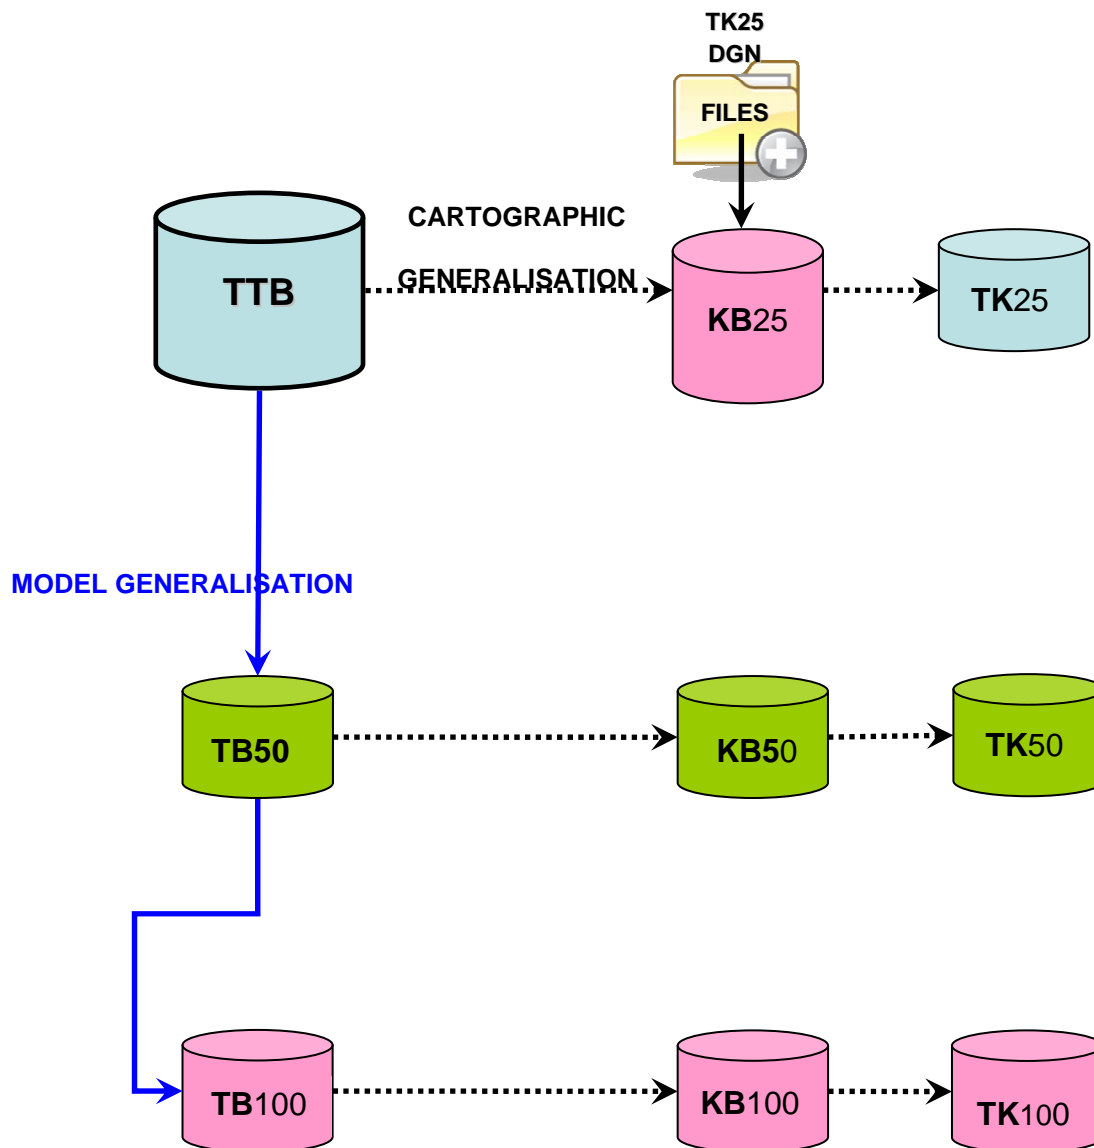 TK25
DGN
FILES
CARTOGRAPHIC
GENERALISATION
TTB
KB25
TK25
MODEL GENERALISATION
TB50
KB50
TK50
TB100
KB100
TK100